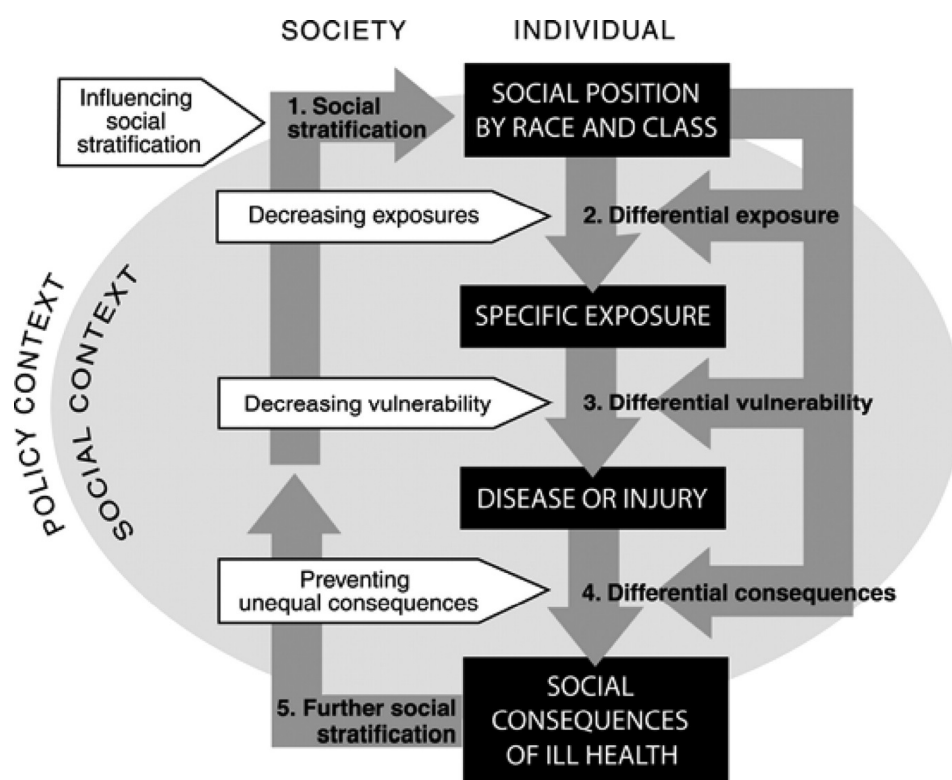 SOCIETY
INDIVIDUAL
Influencing
social
stratification
1. Social
stratification
SOCIAL POSITION
BY RACE AND CLASS
Decreasing exposures
2. Differential exposure
SPECIFIC EXPOSURE
POLICY CONTEXT
SOCIAL CONTEXT
Decreasing vulnerability
3. Differential vulnerability
DISEASE OR INJURY
Preventing
unequal consequences
4. Differential consequences
5. Further social
stratification
SOCIAL
CONSEQUENCES
OF ILL HEALTH